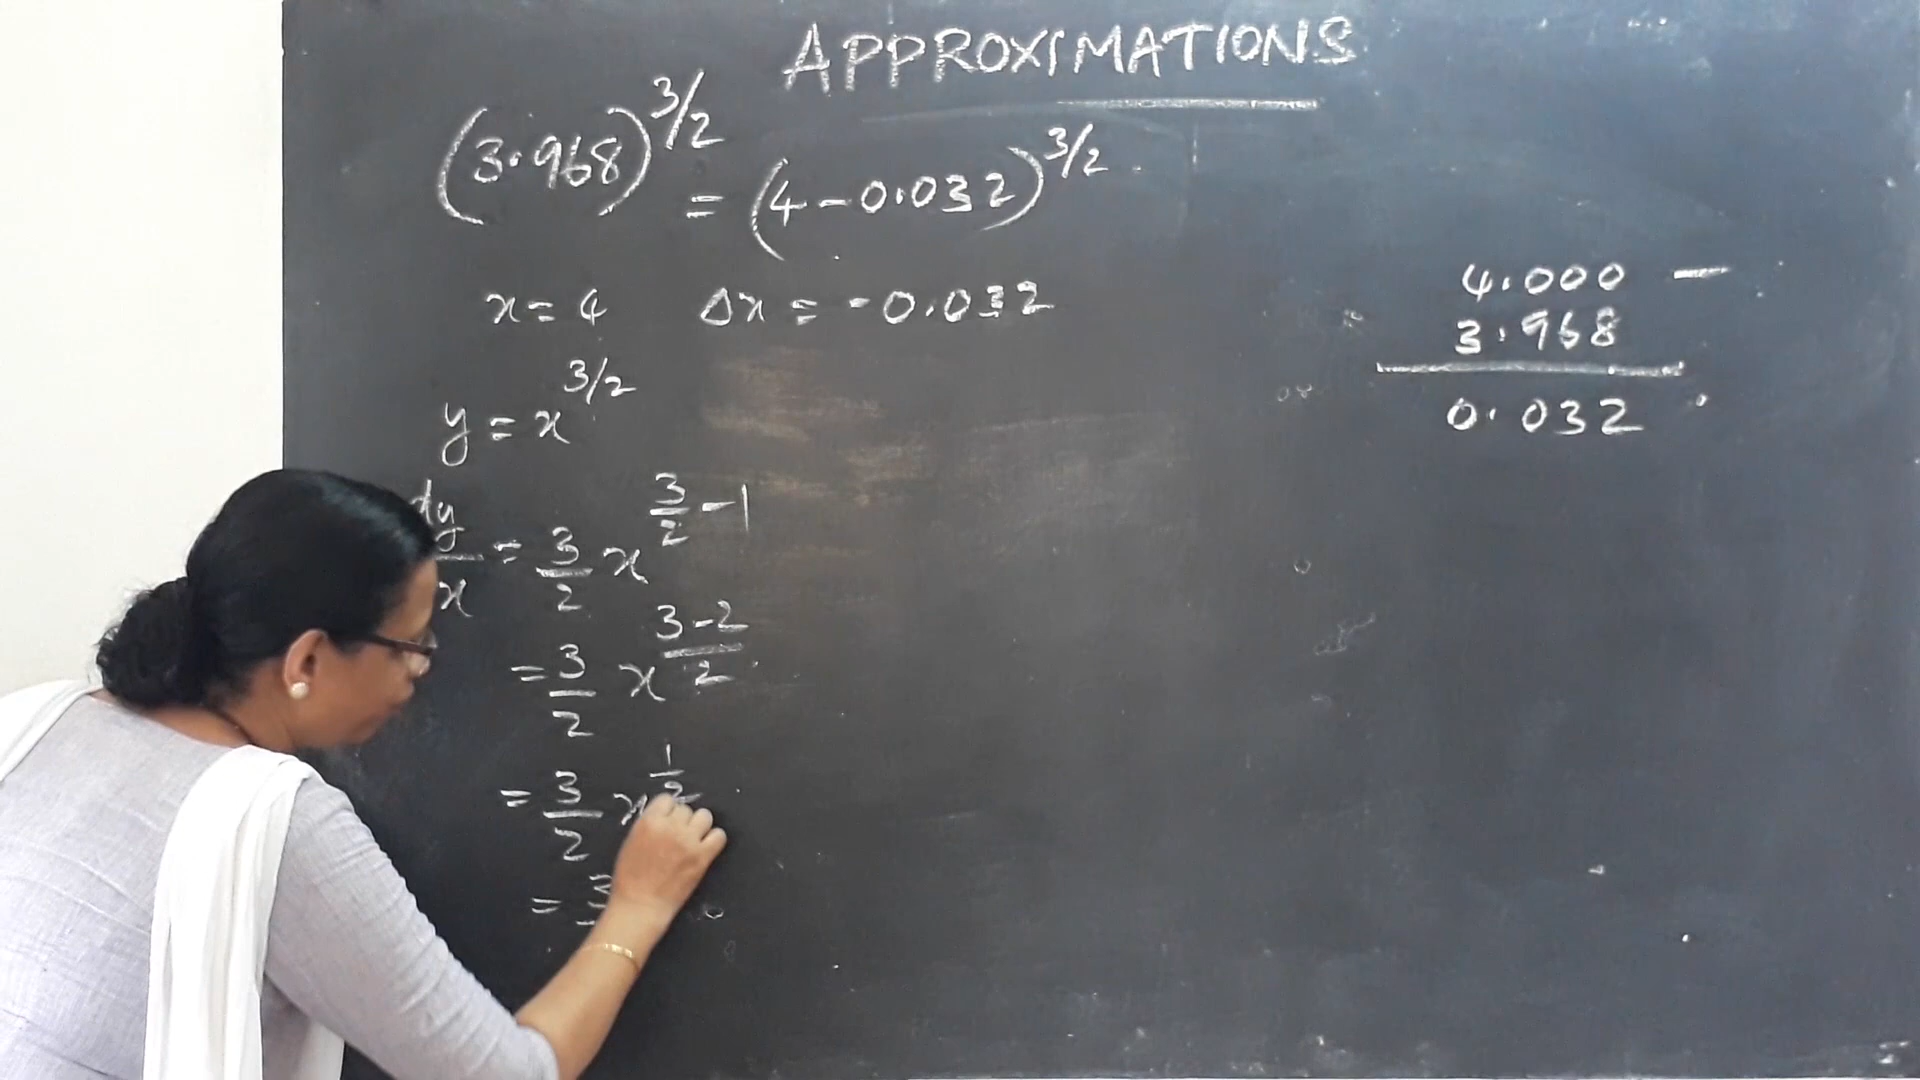 APPROXIMATIONS
(3.968)^{3/2} = (4-0.032)^{3/2}
x = 4 Δx = -0.032
y = x^{3/2}
dy/x = 3/2 x^{3/2 - 1}
= 3/2 x^{(3-2)/2}
= 3/2 x^{1/2}
=
4.000 –
3.968
0.032